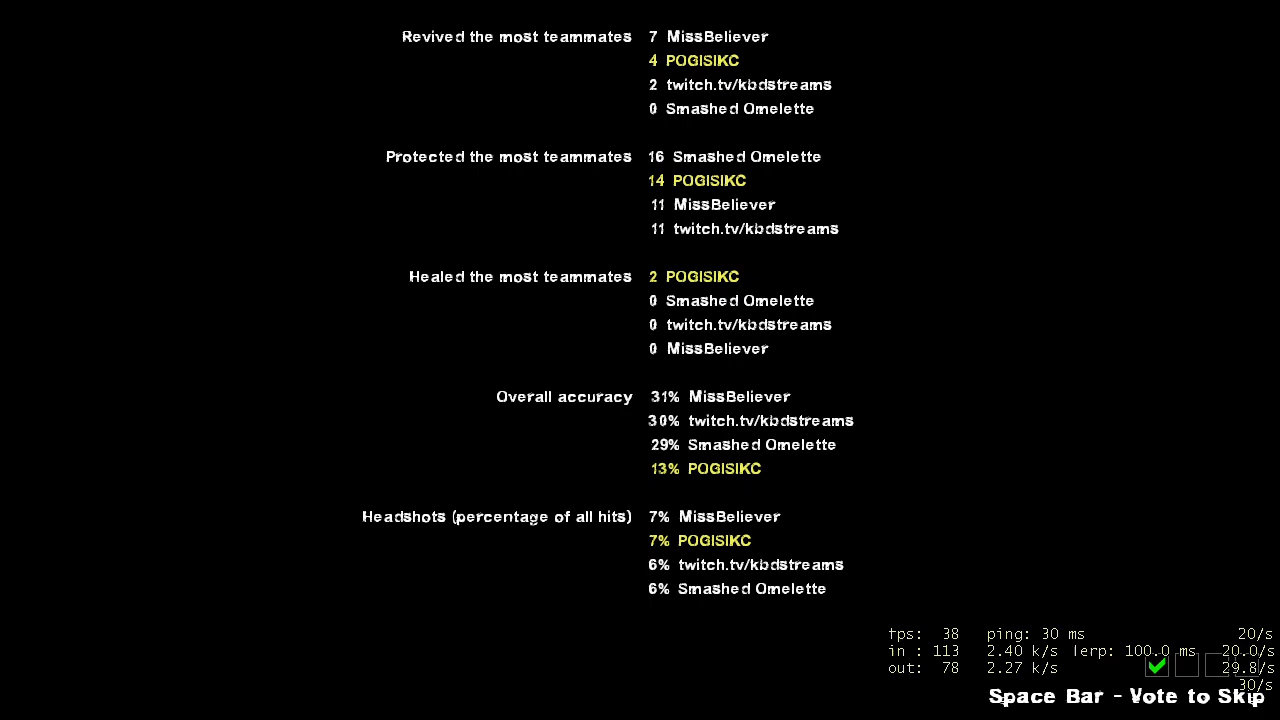 Revived the most teammates 7 MissBeliever
4 POGISIKC
2 twitch.tv/kbdstreams
0 Smashed Omelette
Protected the most teammates 16 Smashed Omelette
14 POGISIKC
11 MissBeliever
11 twitch.tv/kbdstreams
Healed the most teammates 2 POGISIKC
0 Smashed Omelette
0 twitch.tv/kbdstreams
0 MissBeliever
Overall accuracy 31% MissBeliever
30% twitch.tv/kbdstreams
29% Smashed Omelette
13% POGISIKC
Headshots (percentage of all hits) 7% MissBeliever
7% POGISIKC
6% twitch.tv/kbdstreams
6% Smashed Omelette
fps: 38 ping: 30 ms 20/s
in : 113 2.40 k/s lerp: 100.0 ms 20.0/s
out: 78 2.27 k/s 29.8/s
30/s
Space Bar - Vote to Skip